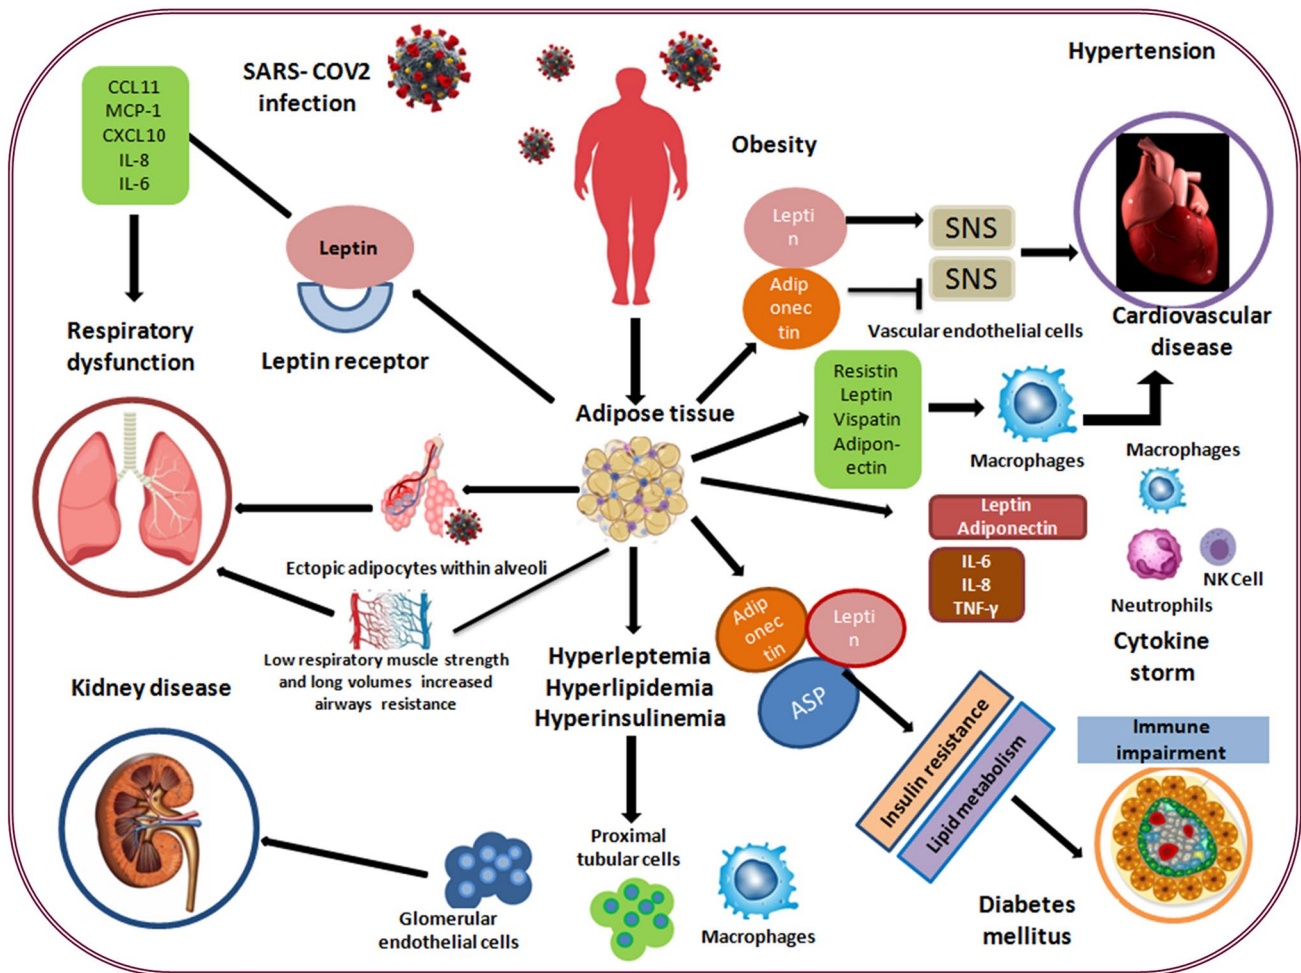 SARS- COV2
infection
Hypertension
CCL11
MCP-1
CXCL10
IL-8
IL-6
Obesity
Lepti
n
SNS
Leptin
SNS
Adip
onec
tin
Vascular endothelial cells
Cardiovascular
disease
Respiratory
dysfunction
Leptin receptor
Resistin
Leptin
Vispatin
Adipon-
ectin
Adipose tissue
Macrophages
Macrophages
Leptin
Adiponectin
IL-6
IL-8
TNF-γ
NK Cell
Neutrophils
Ectopic adipocytes within alveoli
Adip
onec
tin
Lepti
n
ASP
Cytokine
storm
Low respiratory muscle strength
and long volumes increased
airways resistance
Hyperleptemia
Hyperlipidemia
Hyperinsulinemia
Kidney disease
Insulin resistance
Lipid metabolism
Immune
impairment
Proximal
tubular cells
Glomerular
endothelial cells
Macrophages
Diabetes
mellitus